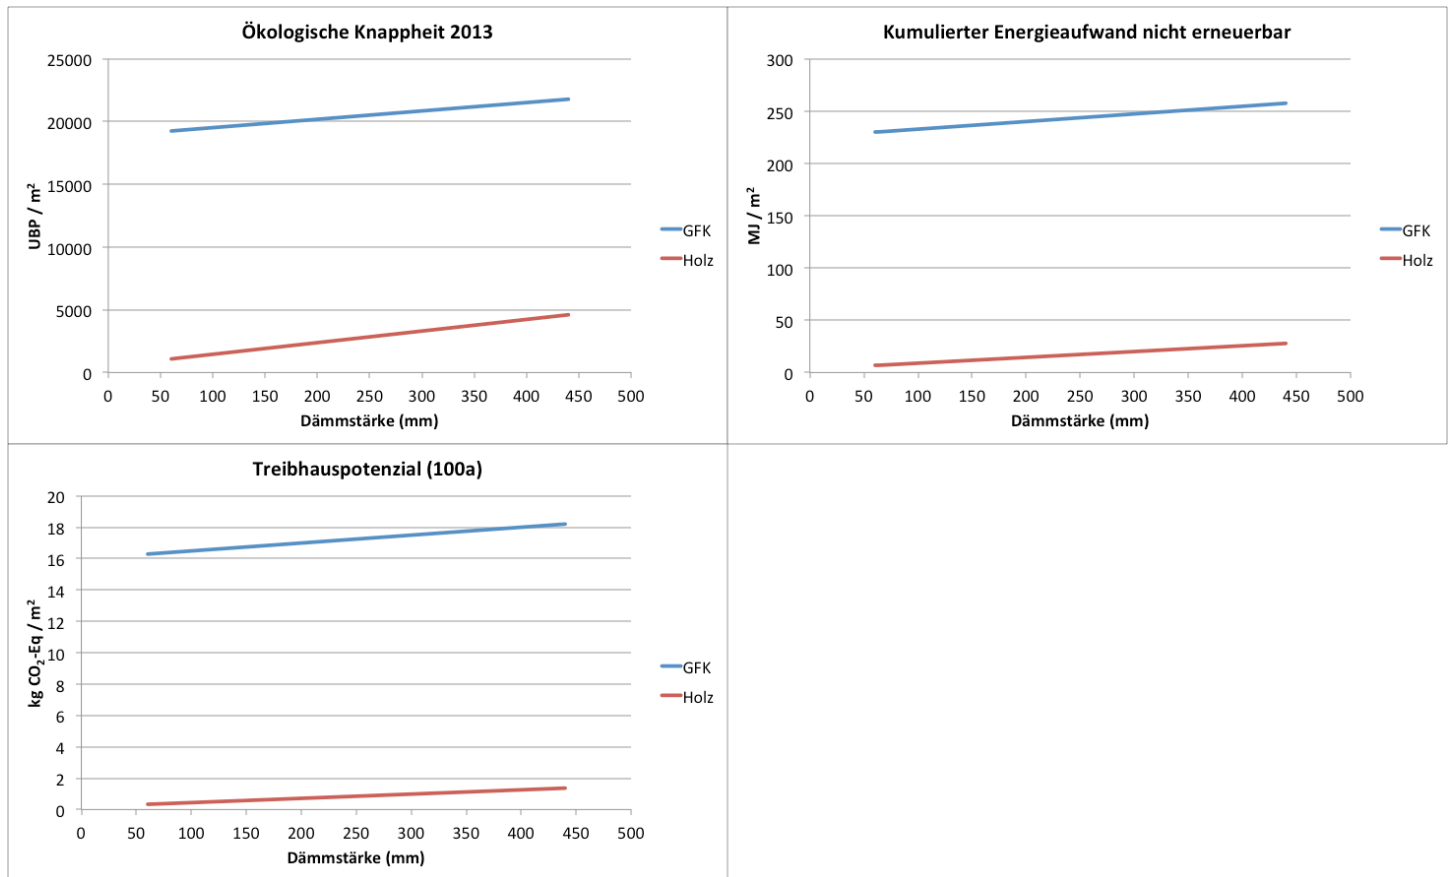 Ökologische Knappheit 2013
25000
20000
15000
10000
5000
0
UBP / m²
0 50 100 150 200 250 300 350 400 450 500
Dämmstärke (mm)
GFK
Holz
Kumulierter Energieaufwand nicht erneuerbar
300
250
200
150
100
50
0
MJ / m²
0 50 100 150 200 250 300 350 400 450 500
Dämmstärke (mm)
GFK
Holz
Treibhauspotenzial (100a)
20
18
16
14
12
10
8
6
4
2
0
kg CO₂-Eq / m²
0 50 100 150 200 250 300 350 400 450 500
Dämmstärke (mm)
GFK
Holz